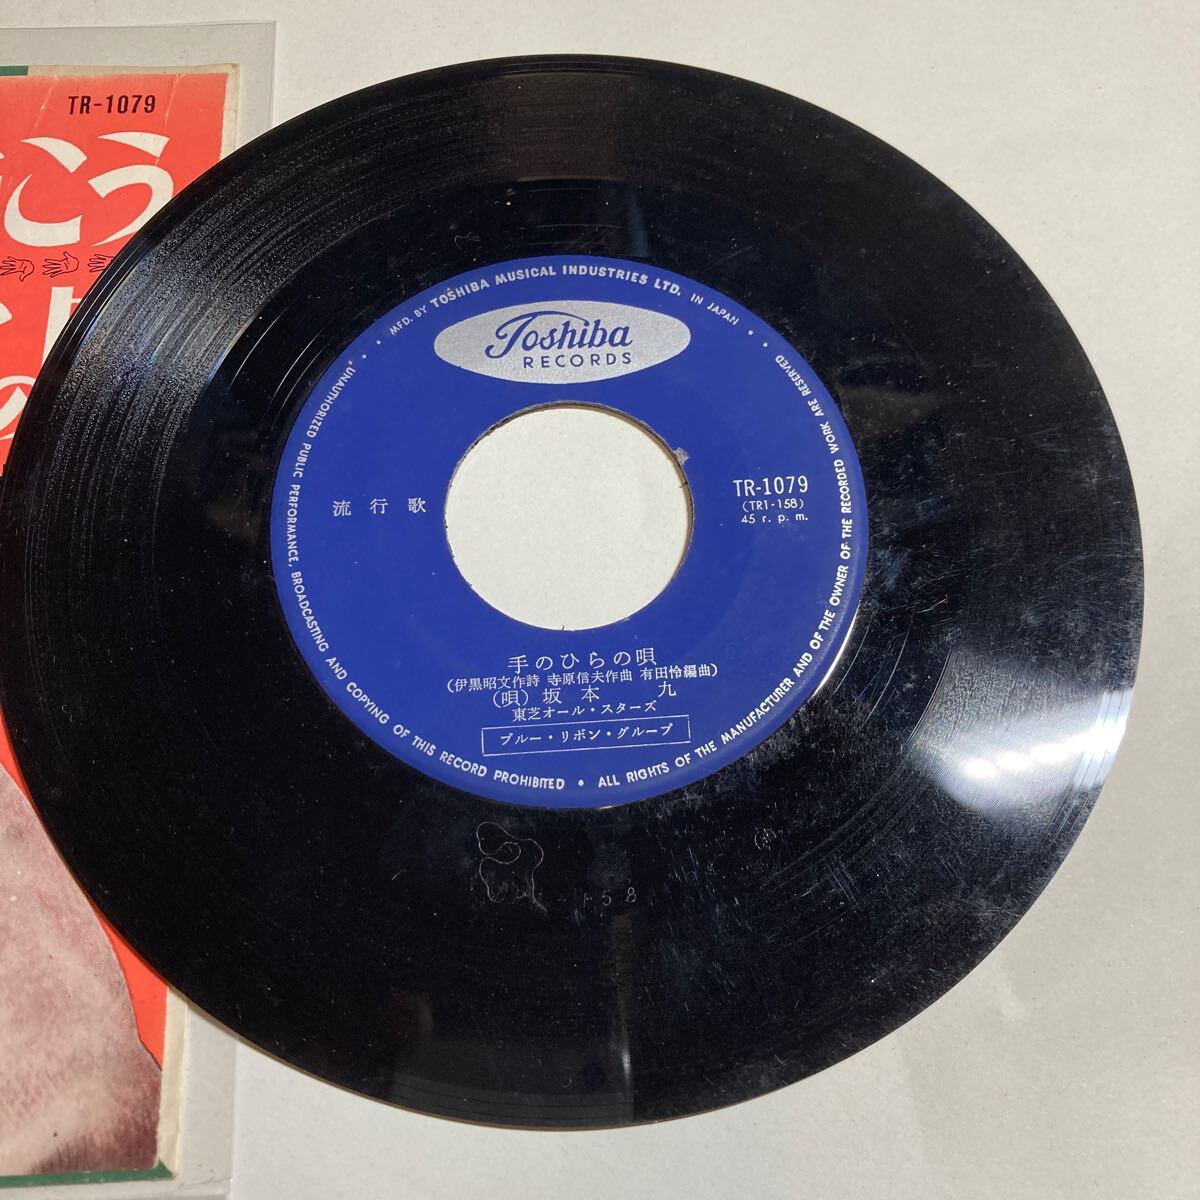 TR-1079
こう
の
MFD. BY TOSHIBA MUSICAL INDUSTRIES LTD. IN JAPAN • ALL RIGHTS OF THE MANUFACTURER AND OF THE OWNER OF THE RECORDED WORK ARE RESERVED
UNAUTHORIZED PUBLIC PERFORMANCE, BROADCASTING AND COPYING OF THIS RECORD PROHIBITED •
Toshiba
RECORDS
流行歌
TR-1079
(TR1-158)
45 r. p. m.
手のひらの唄
(伊黒昭文作詩 寺原信夫作曲 有田怜編曲)
(唄) 坂本 九
東芝オール・スターズ
ブルー・リボン・グループ
-158